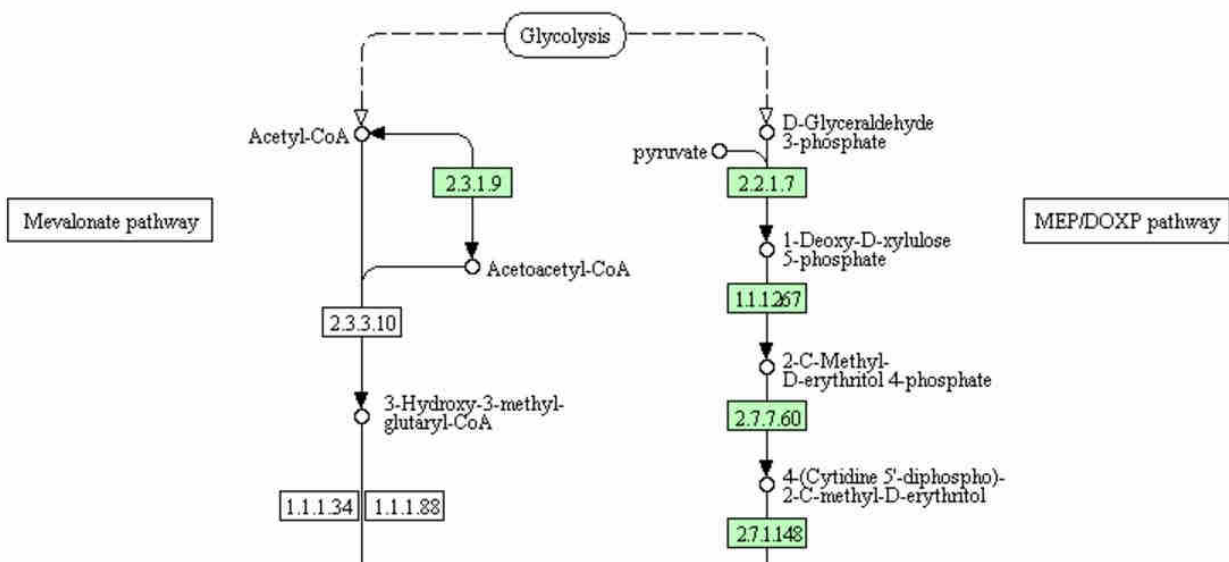 Glycolysis
Acetyl-CoA
D-Glyceraldehyde
3-phosphate
pyruvate
2.3.1.9
2.2.1.7
Mevalonate pathway
MEP/DOXP pathway
1-Deoxy-D-xylulose
5-phosphate
Acetoacetyl-CoA
1.1.1.267
2.3.3.10
2-C-Methyl-
D-erythritol 4-phosphate
3-Hydroxy-3-methyl-
glutaryl-CoA
2.7.7.60
4-(Cytidine 5'-diphospho)-
2-C-methyl-D-erythritol
1.1.1.34
1.1.1.88
2.7.1.148